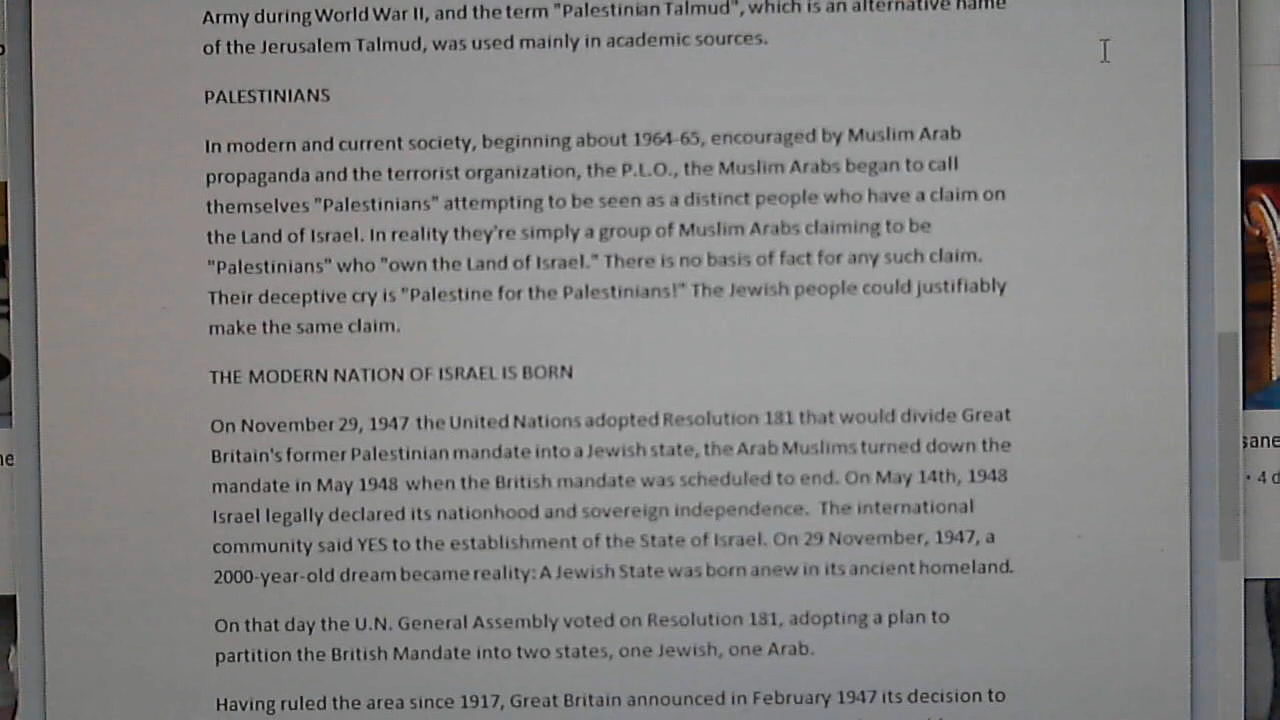 Army during World War II, and the term "Palestinian Talmud", which is an alternative name
of the Jerusalem Talmud, was used mainly in academic sources.
PALESTINIANS
In modern and current society, beginning about 1964-65, encouraged by Muslim Arab
propaganda and the terrorist organization, the P.L.O., the Muslim Arabs began to call
themselves "Palestinians" attempting to be seen as a distinct people who have a claim on
the Land of Israel. In reality they're simply a group of Muslim Arabs claiming to be
"Palestinians" who "own the Land of Israel." There is no basis of fact for any such claim.
Their deceptive cry is "Palestine for the Palestinians!" The Jewish people could justifiably
make the same claim.
THE MODERN NATION OF ISRAEL IS BORN
On November 29, 1947 the United Nations adopted Resolution 181 that would divide Great
Britain's former Palestinian mandate into a Jewish state, the Arab Muslims turned down the
mandate in May 1948 when the British mandate was scheduled to end. On May 14th, 1948
Israel legally declared its nationhood and sovereign independence. The international
community said YES to the establishment of the State of Israel. On 29 November, 1947, a
2000-year-old dream became reality: A Jewish State was born anew in its ancient homeland.
On that day the U.N. General Assembly voted on Resolution 181, adopting a plan to
partition the British Mandate into two states, one Jewish, one Arab.
Having ruled the area since 1917, Great Britain announced in February 1947 its decision to